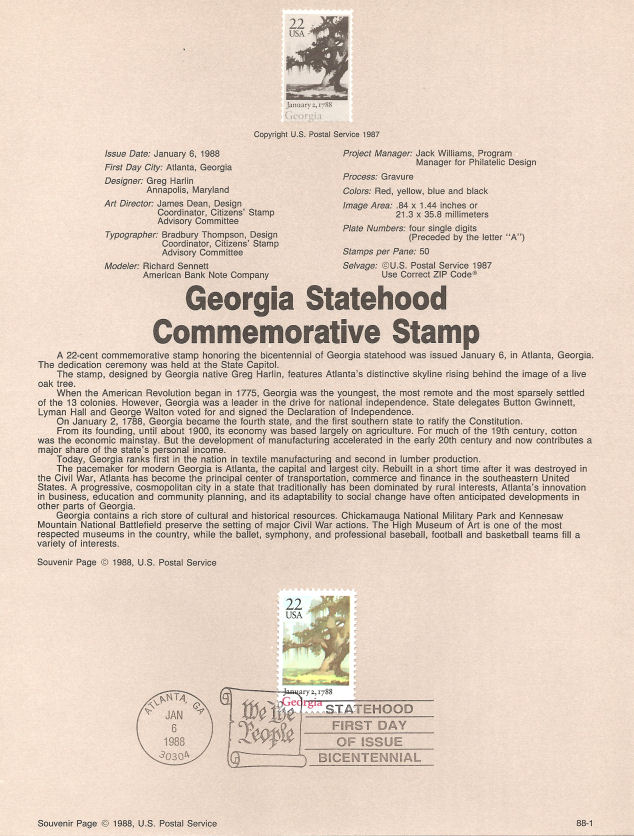 22
USA
January 2, 1788
Georgia
Copyright U.S. Postal Service 1987
Issue Date: January 6, 1988
First Day City: Atlanta, Georgia
Designer: Greg Harlin
Annapolis, Maryland
Art Director: James Dean, Design
Coordinator, Citizens' Stamp
Advisory Committee
Typographer: Bradbury Thompson, Design
Coordinator, Citizens' Stamp
Advisory Committee
Modeler: Richard Sennett
American Bank Note Company
Project Manager: Jack Williams, Program
Manager for Philatelic Design
Process: Gravure
Colors: Red, yellow, blue and black
Image Area: .84 x 1.44 inches or
21.3 x 35.8 millimeters
Plate Numbers: four single digits
(Preceded by the letter "A")
Stamps per Pane: 50
Selvage: ©U.S. Postal Service 1987
Use Correct ZIP Code®
Georgia Statehood
Commemorative Stamp
A 22-cent commemorative stamp honoring the bicentennial of Georgia statehood was issued January 6, in Atlanta, Georgia.
The dedication ceremony was held at the State Capitol.
The stamp, designed by Georgia native Greg Harlin, features Atlanta's distinctive skyline rising behind the image of a live
oak tree.
When the American Revolution began in 1775, Georgia was the youngest, the most remote and the most sparsely settled
of the 13 colonies. However, Georgia was a leader in the drive for national independence. State delegates Button Gwinnett,
Lyman Hall and George Walton voted for and signed the Declaration of Independence.
On January 2, 1788, Georgia became the fourth state, and the first southern state to ratify the Constitution.
From its founding, until about 1900, its economy was based largely on agriculture. For much of the 19th century, cotton
was the economic mainstay. But the development of manufacturing accelerated in the early 20th century and now contributes a
major share of the state's personal income.
Today, Georgia ranks first in the nation in textile manufacturing and second in lumber production.
The pacemaker for modern Georgia is Atlanta, the capital and largest city. Rebuilt in a short time after it was destroyed in
the Civil War, Atlanta has become the principal center of transportation, commerce and finance in the southeastern United
States. A progressive, cosmopolitan city in a state that traditionally has been dominated by rural interests, Atlanta's innovation
in business, education and community planning, and its adaptability to social change have often anticipated developments in
other parts of Georgia.
Georgia contains a rich store of cultural and historical resources. Chickamauga National Military Park and Kennesaw
Mountain National Battlefield preserve the setting of major Civil War actions. The High Museum of Art is one of the most
respected museums in the country, while the ballet, symphony, and professional baseball, football and basketball teams fill a
variety of interests.
Souvenir Page © 1988, U.S. Postal Service
22
USA
January 2, 1788
Georgia
ATLANTA, GA
JAN
6
1988
30304
We the
People
STATEHOOD
FIRST DAY
OF ISSUE
BICENTENNIAL
Souvenir Page © 1988, U.S. Postal Service
88-1